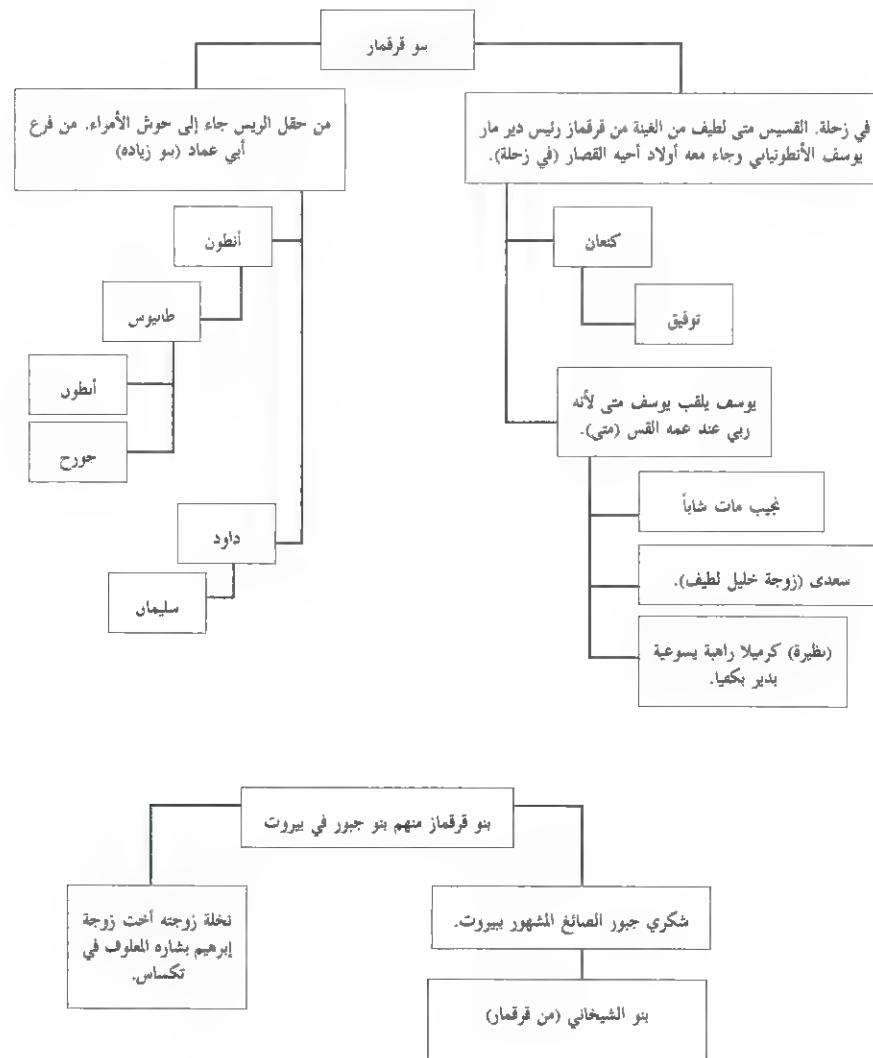 بنو قرقماز
في زحلة. القسيس متى لطيف من الغينة من قرقماز رئيس دير مار
يوسف الأنطونياني وجاء معه أولاد أخيه القصار (في زحلة).
كنعان
توفيق
يوسف يلقب يوسف متى لأنه
ربي عند عمه القس (متى).
نجيب مات شاباً
سعدى (زوجة خليل لطيف).
(نظيرة) كرميلا راهبة يسوعية
بدير بكفيا.
من حقل الريس جاء إلى حوش الأمراء. من فرع
أبي عماد (بنو زياده)
أنطون
طانيوس
أنطون
جورج
داود
سليمان
بنو قرقماز منهم بنو جبور في بيروت
شكري جبور الصائغ المشهور ببيروت.
بنو الشيخاني (من قرقمار)
نخلة زوجته أخت زوجة
إبرهيم بشاره المعلوف في
تكساس.